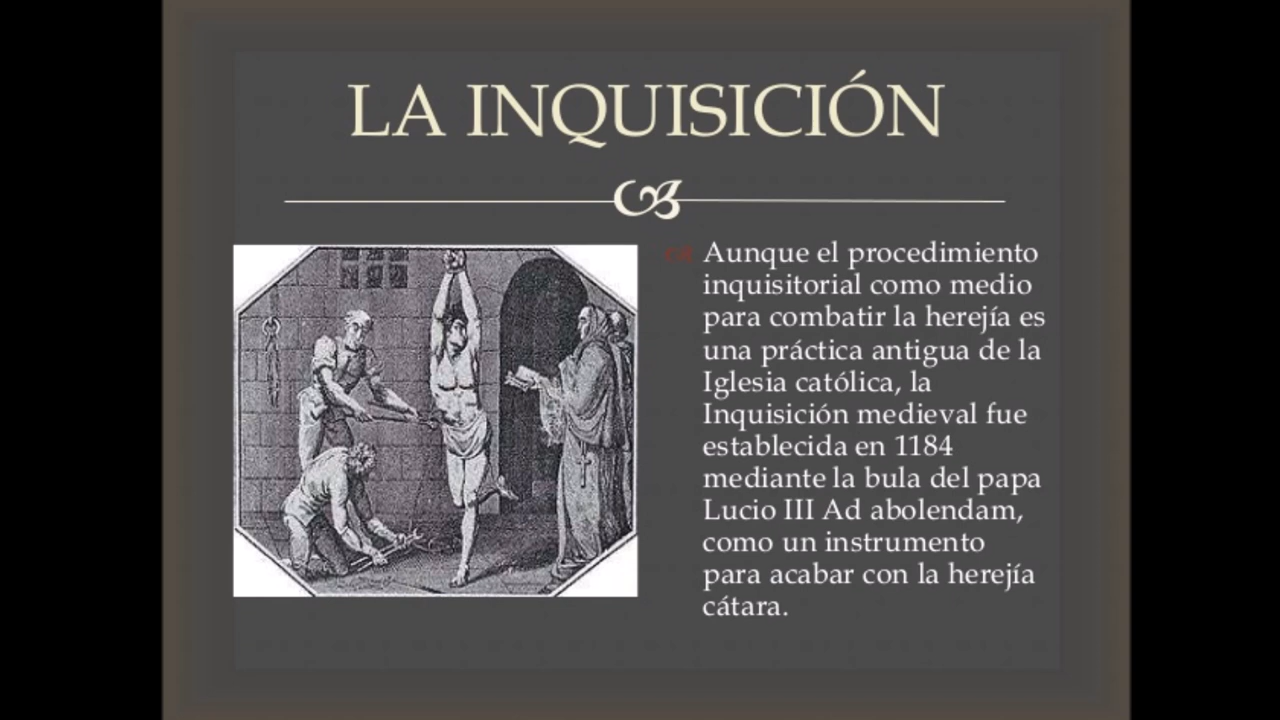 LA INQUISICIÓN
Aunque el procedimiento
inquisitorial como medio
para combatir la herejía es
una práctica antigua de la
Iglesia católica, la
Inquisición medieval fue
establecida en 1184
mediante la bula del papa
Lucio III Ad abolendam,
como un instrumento
para acabar con la herejía
cátara.